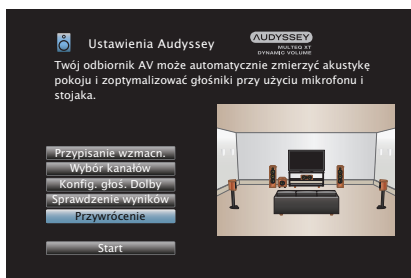 Ustawienia Audyssey
AUDYSSEY
MULTEQ XT
DYNAMIC VOLUME
Twój odbiornik AV może automatycznie zmierzyć akustykę
pokoju i zoptymalizować głośniki przy użyciu mikrofonu i
stojaka.
Przypisanie wzmacn.
Wybór kanałów
Konfig. głoś. Dolby
Sprawdzenie wyników
Przywrócenie
Start